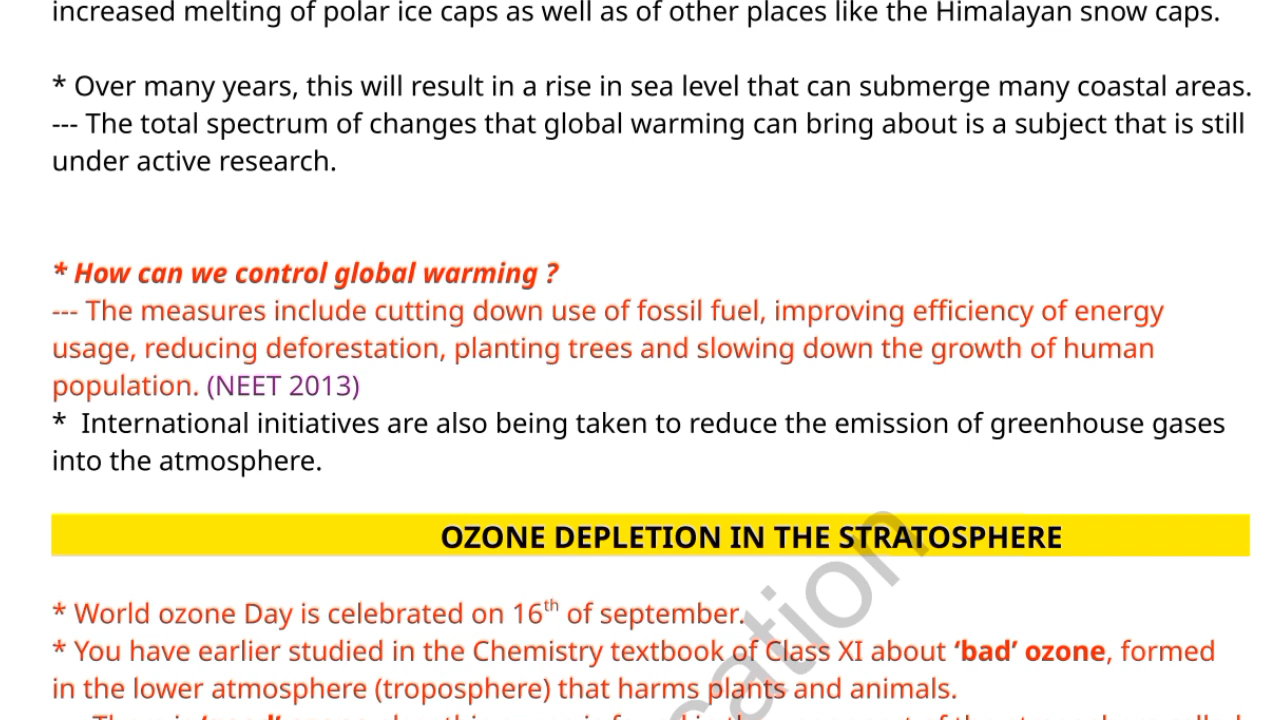 increased melting of polar ice caps as well as of other places like the Himalayan snow caps.
* Over many years, this will result in a rise in sea level that can submerge many coastal areas.
--- The total spectrum of changes that global warming can bring about is a subject that is still
under active research.
* How can we control global warming ?
--- The measures include cutting down use of fossil fuel, improving efficiency of energy
usage, reducing deforestation, planting trees and slowing down the growth of human
population. (NEET 2013)
*  International initiatives are also being taken to reduce the emission of greenhouse gases
into the atmosphere.
OZONE DEPLETION IN THE STRATOSPHERE
* World ozone Day is celebrated on 16th of september.
* You have earlier studied in the Chemistry textbook of Class XI about ‘bad’ ozone, formed
in the lower atmosphere (troposphere) that harms plants and animals.